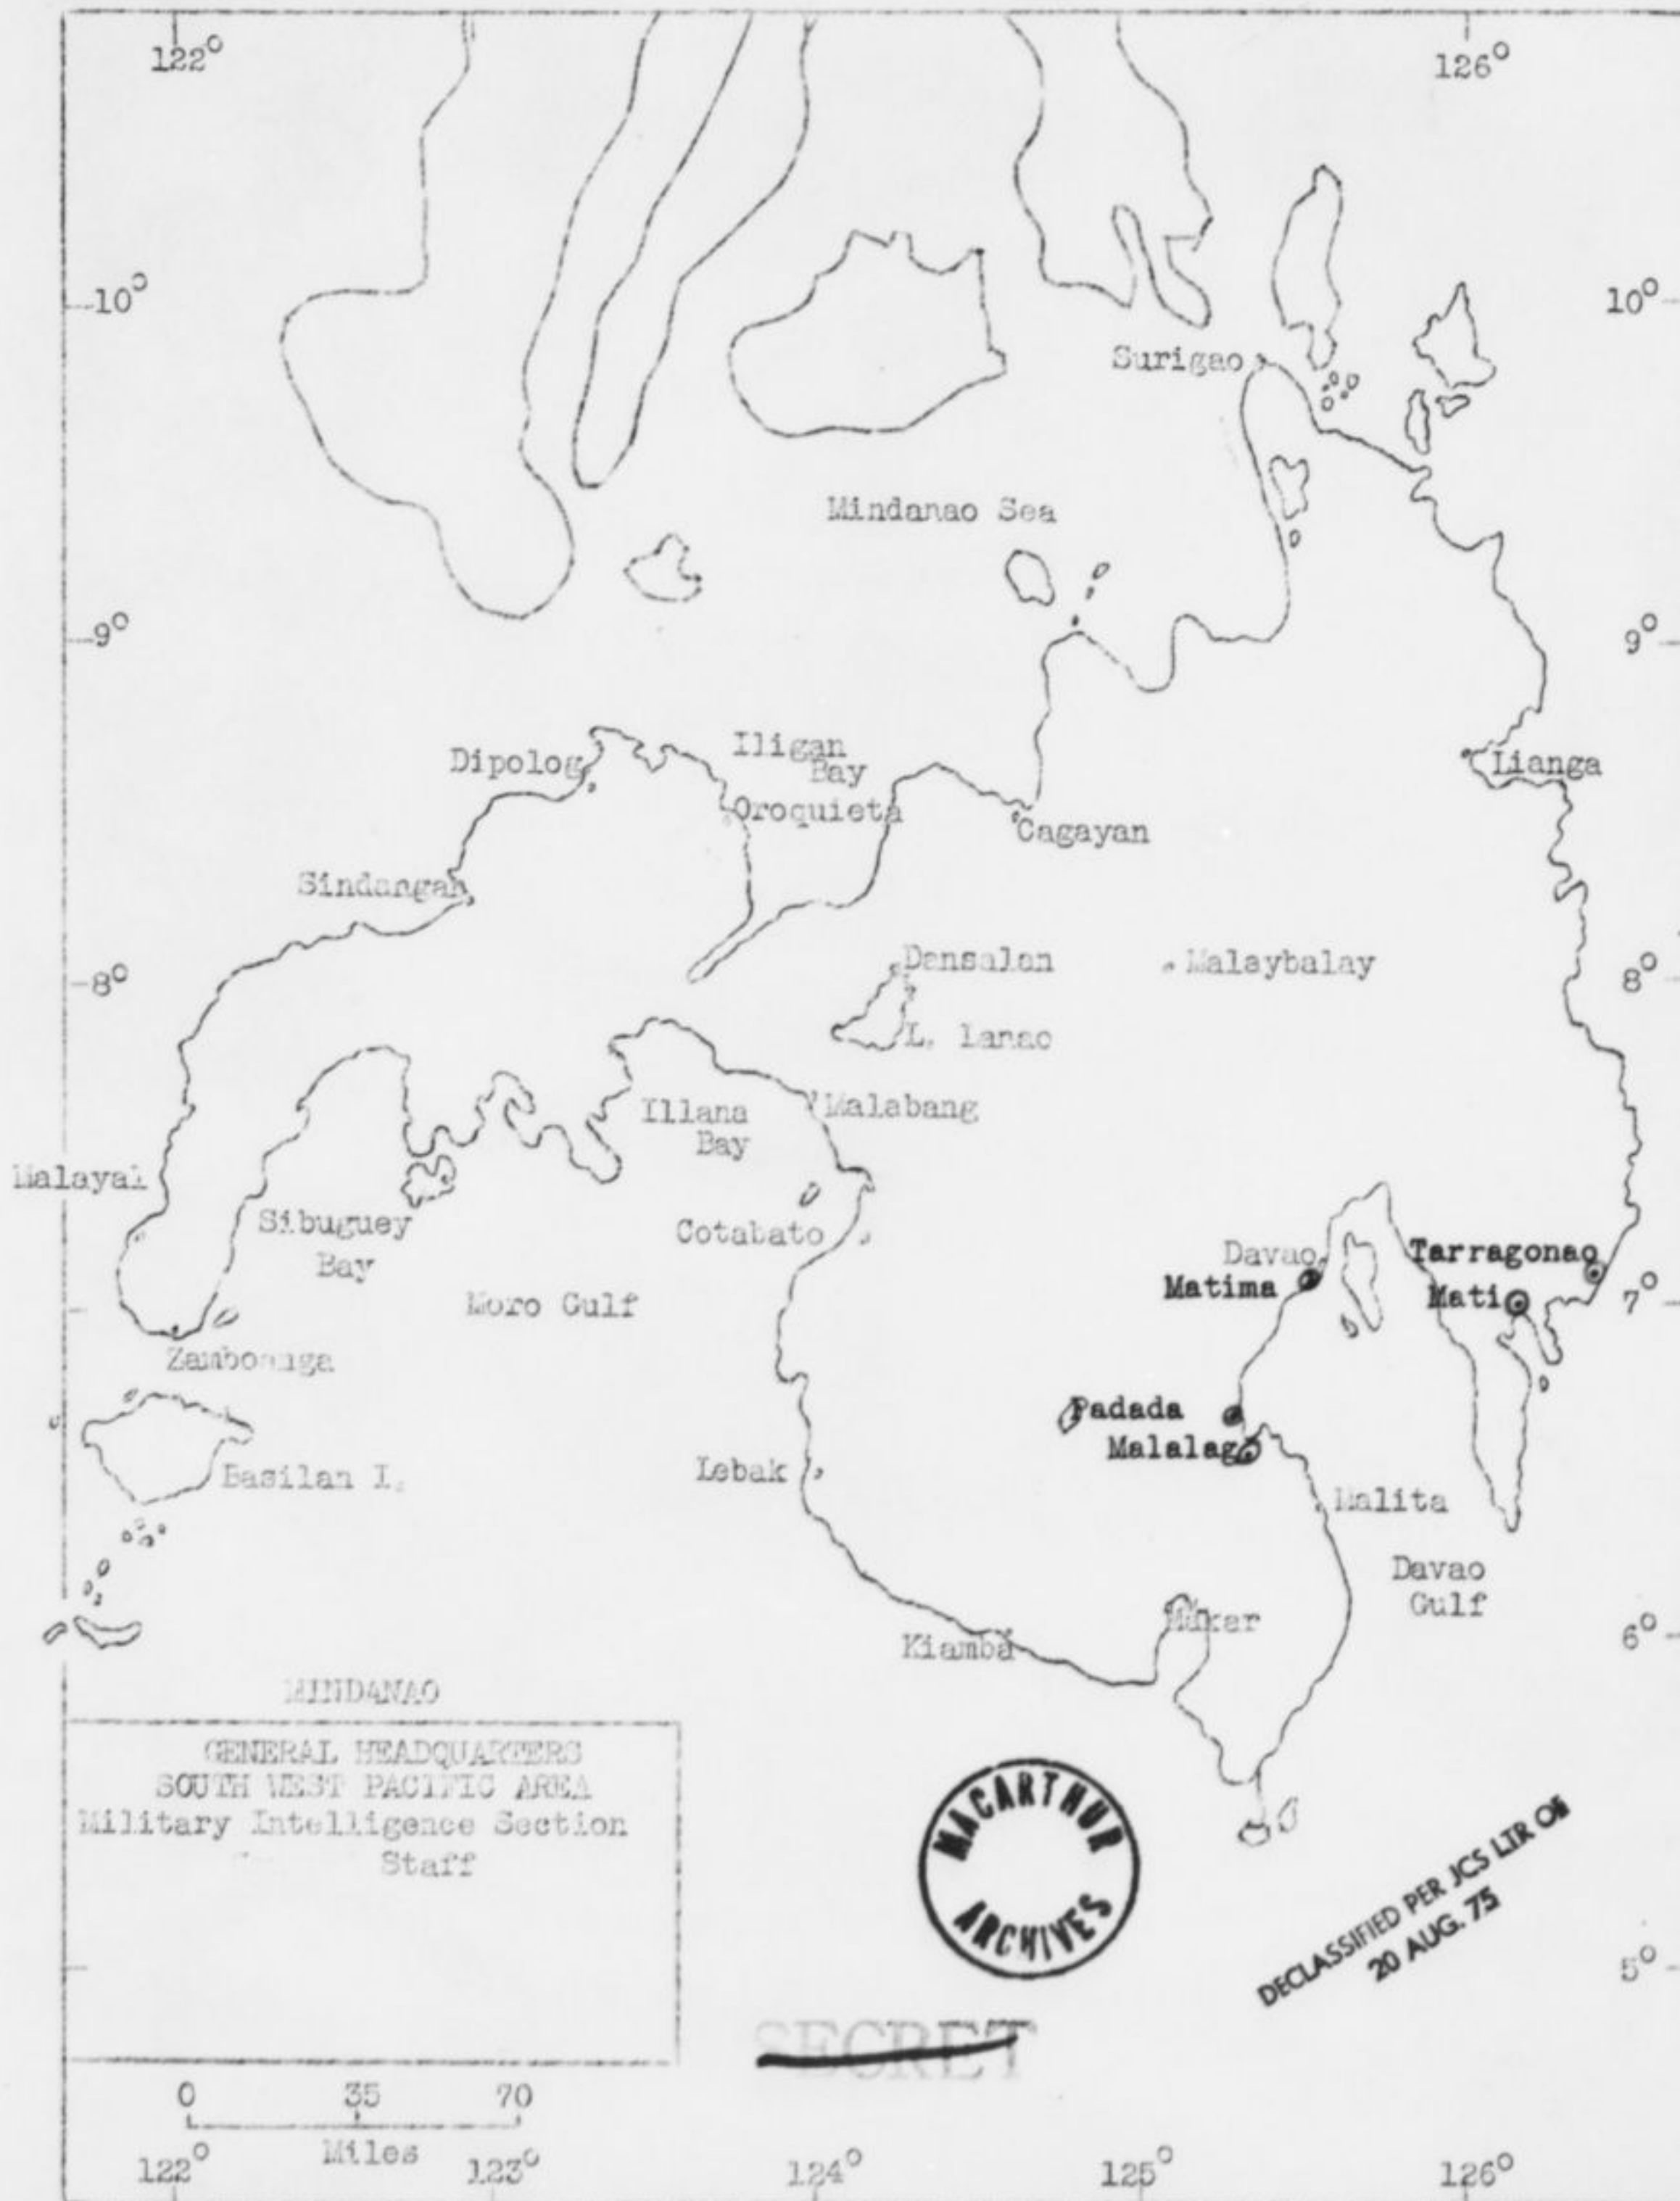 122°
126°
10°
10°
Surigao
Mindanao Sea
9°
9°
Iligan
Bay
Dipolog
Lianga
Oroquieta
Cagayan
Sindangan
Dansalan
Malaybalay
8°
8°
L. Lanao
Malabang
Illana
Bay
Malayal
Sibuguey
Bay
Cotabato
Davao
Tarragonao
Matima
Mati
7°
Moro Gulf
Zamboanga
Padada
Malalag
Lebak
Basilan I.
Malita
Davao
Gulf
Maker
6°
Kiamba
MINDANAO
GENERAL HEADQUARTERS
SOUTH WEST PACIFIC AREA
Military Intelligence Section
Staff
MACARTHUR
ARCHIVES
DECLASSIFIED PER JCS LTR OF
20 AUG. 75
5°
SECRET
0 35 70
Miles
122°
123°
124°
125°
126°